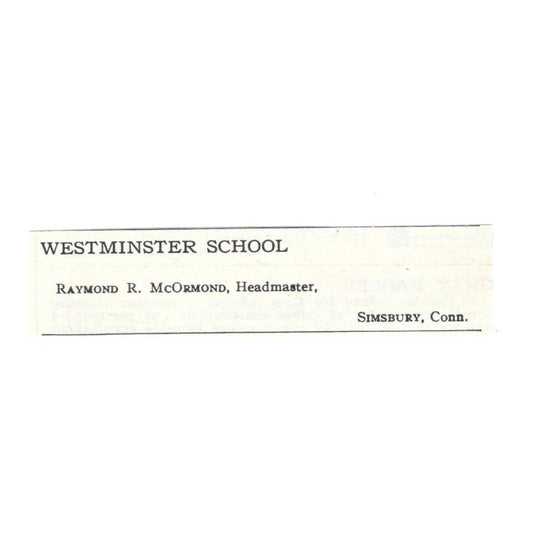 WESTMINSTER SCHOOL
RAYMOND R. MCORMOND, Headmaster,
SIMSBURY, Conn.